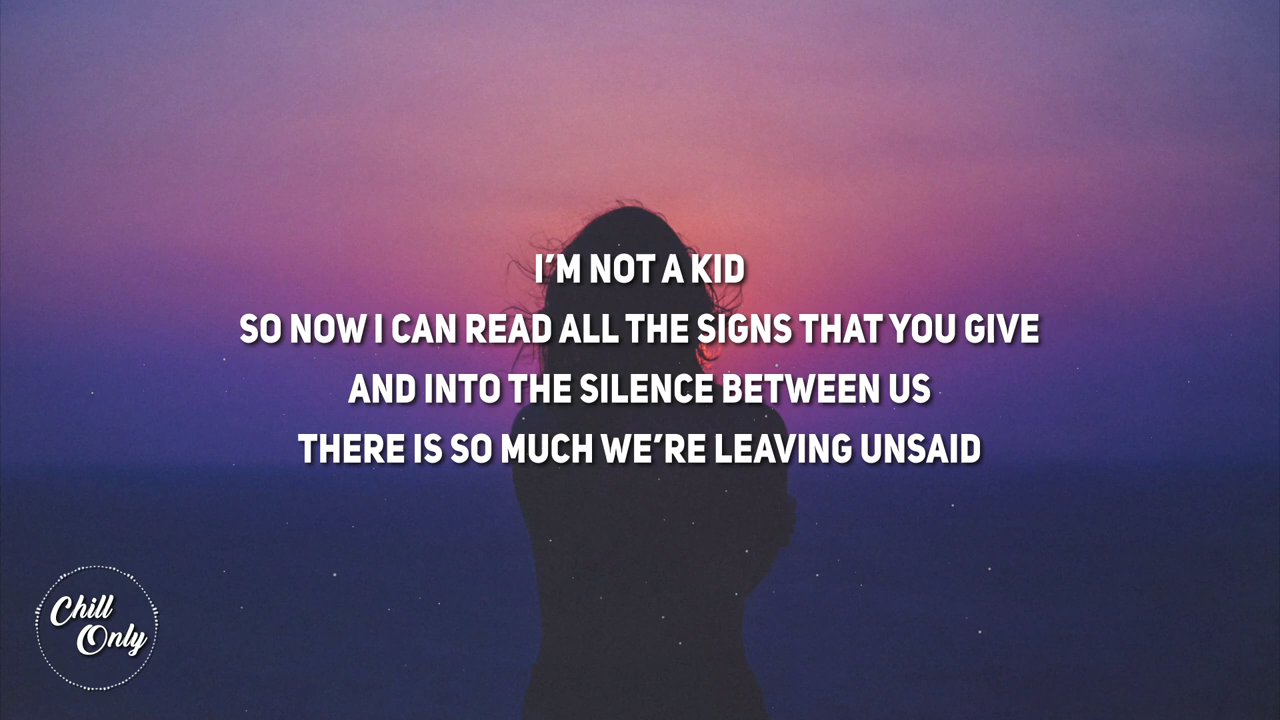 I'M NOT A KID
SO NOW I CAN READ ALL THE SIGNS THAT YOU GIVE
AND INTO THE SILENCE BETWEEN US
THERE IS SO MUCH WE'RE LEAVING UNSAID
Chill
Only